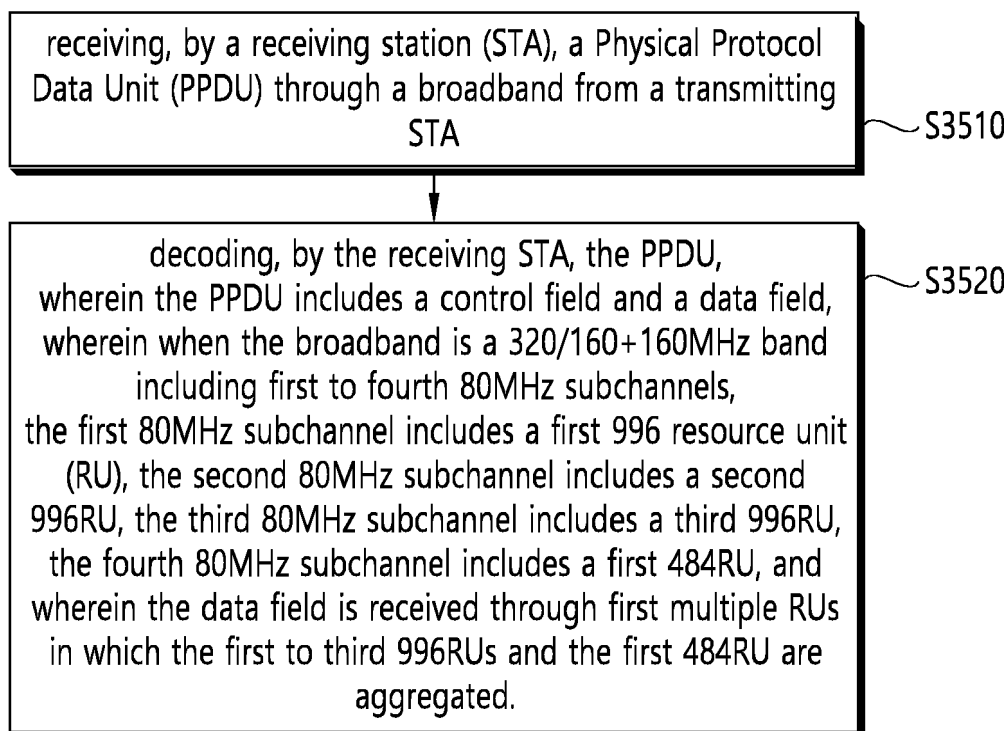 receiving, by a receiving station (STA), a Physical Protocol
Data Unit (PPDU) through a broadband from a transmitting
STA
S3510
decoding, by the receiving STA, the PPDU,
wherein the PPDU includes a control field and a data field,
wherein when the broadband is a 320/160+160MHz band
including first to fourth 80MHz subchannels,
the first 80MHz subchannel includes a first 996 resource unit
(RU), the second 80MHz subchannel includes a second
996RU, the third 80MHz subchannel includes a third 996RU,
the fourth 80MHz subchannel includes a first 484RU, and
wherein the data field is received through first multiple RUs
in which the first to third 996RUs and the first 484RU are
aggregated.
S3520